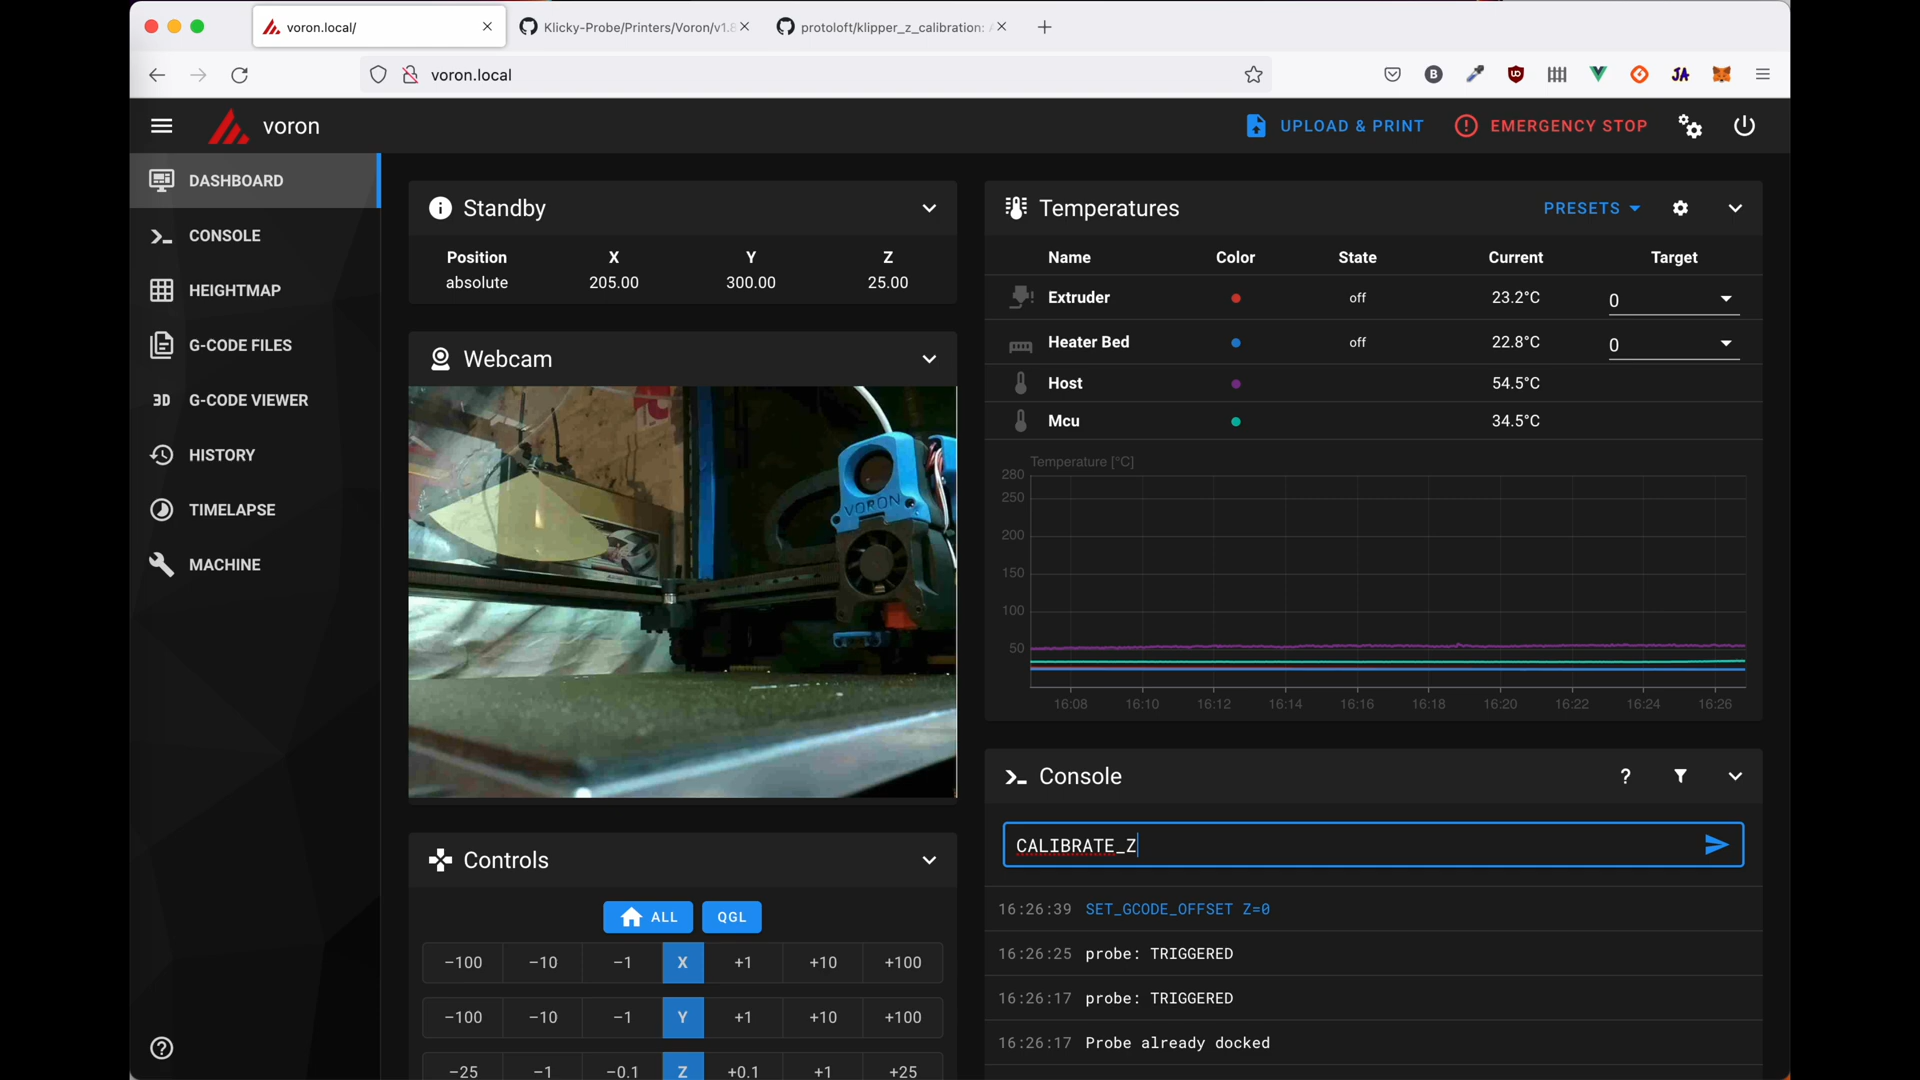 voron.local/
Klicky-Probe/Printers/Voron/v1.8
protoloft/klipper_z_calibration: A
voron.local
voron
UPLOAD & PRINT
EMERGENCY STOP
DASHBOARD
CONSOLE
HEIGHTMAP
G-CODE FILES
3D G-CODE VIEWER
HISTORY
TIMELAPSE
MACHINE
Standby
Position X Y Z
absolute 205.00 300.00 25.00
Webcam
VORON
Controls
ALL QGL
−100 −10 −1 X +1 +10 +100
−100 −10 −1 Y +1 +10 +100
−25 −1 −0.1 Z +0.1 +1 +25
Temperatures
PRESETS
Name Color State Current Target
Extruder off 23.2°C 0
Heater Bed off 22.8°C 0
Host 54.5°C
Mcu 34.5°C
Temperature [°C]
280
250
200
150
100
50
16:08 16:10 16:12 16:14 16:16 16:18 16:20 16:22 16:24 16:26
Console
?
CALIBRATE_Z
16:26:39 SET_GCODE_OFFSET Z=0
16:26:25 probe: TRIGGERED
16:26:17 probe: TRIGGERED
16:26:17 Probe already docked